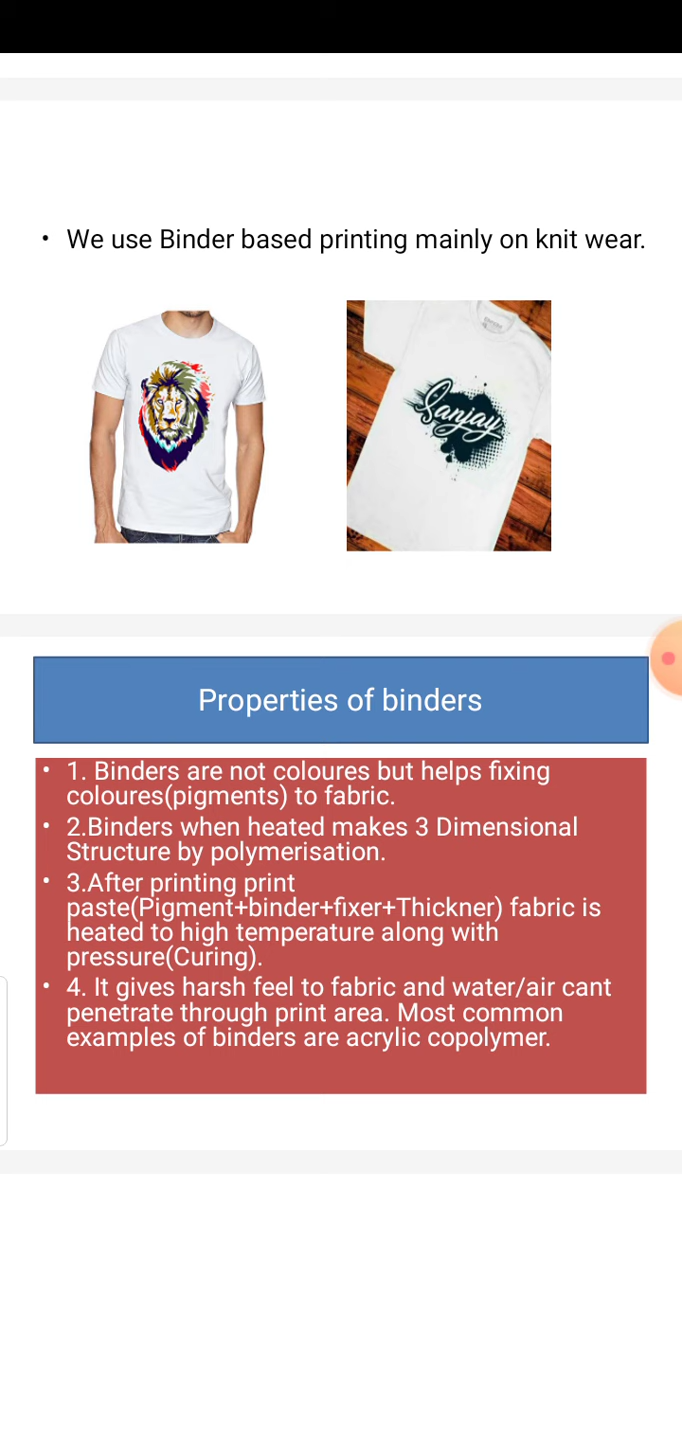 • We use Binder based printing mainly on knit wear.
Sanjay
Properties of binders
• 1. Binders are not coloures but helps fixing
coloures(pigments) to fabric.
• 2.Binders when heated makes 3 Dimensional
Structure by polymerisation.
• 3.After printing print
paste(Pigment+binder+fixer+Thickner) fabric is
heated to high temperature along with
pressure(Curing).
• 4. It gives harsh feel to fabric and water/air cant
penetrate through print area. Most common
examples of binders are acrylic copolymer.